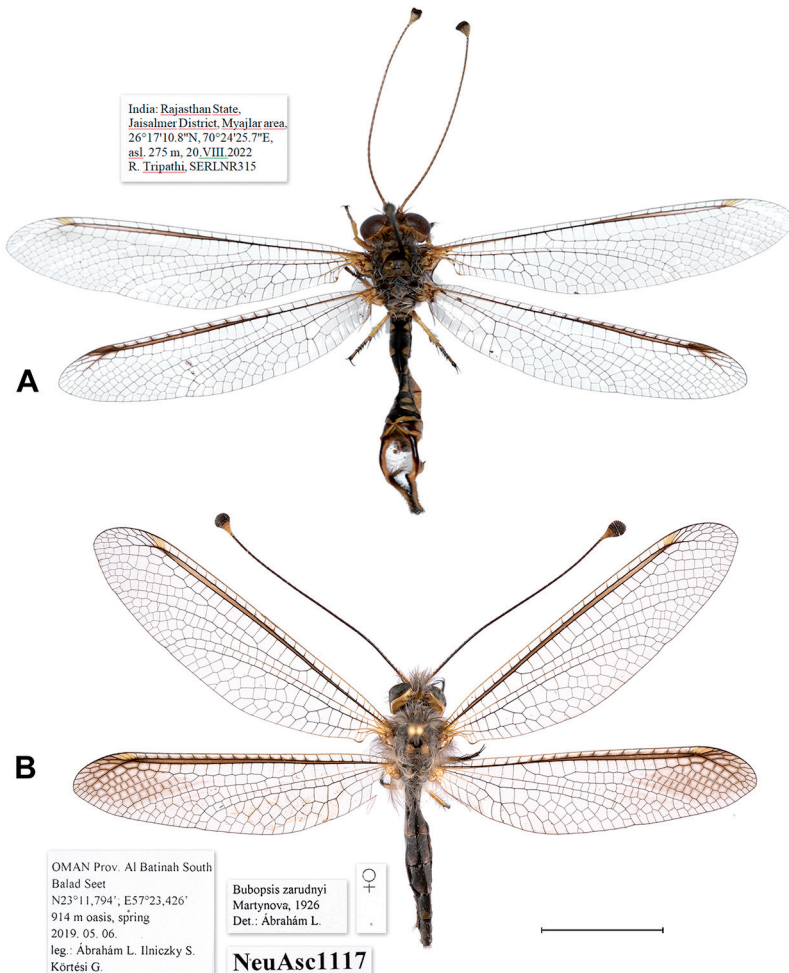 India: Rajasthan State,
Jaisalmer District, Myajlar area,
26°17'10.8"N, 70°24'25.7"E,
asl. 275 m, 20.VIII.2022
R. Tripathi, SERLNR315
A
B
OMAN Prov. Al Batinah South
Balad Seet
N23°11,794’; E57°23,426’
914 m oasis, spring
2019. 05. 06.
leg.: Ábrahám L. Ilniczky S.
Körtési G.
Bubopsis zarudnyi
Martynova, 1926
Det.: Ábrahám L.
♀
NeuAsc1117